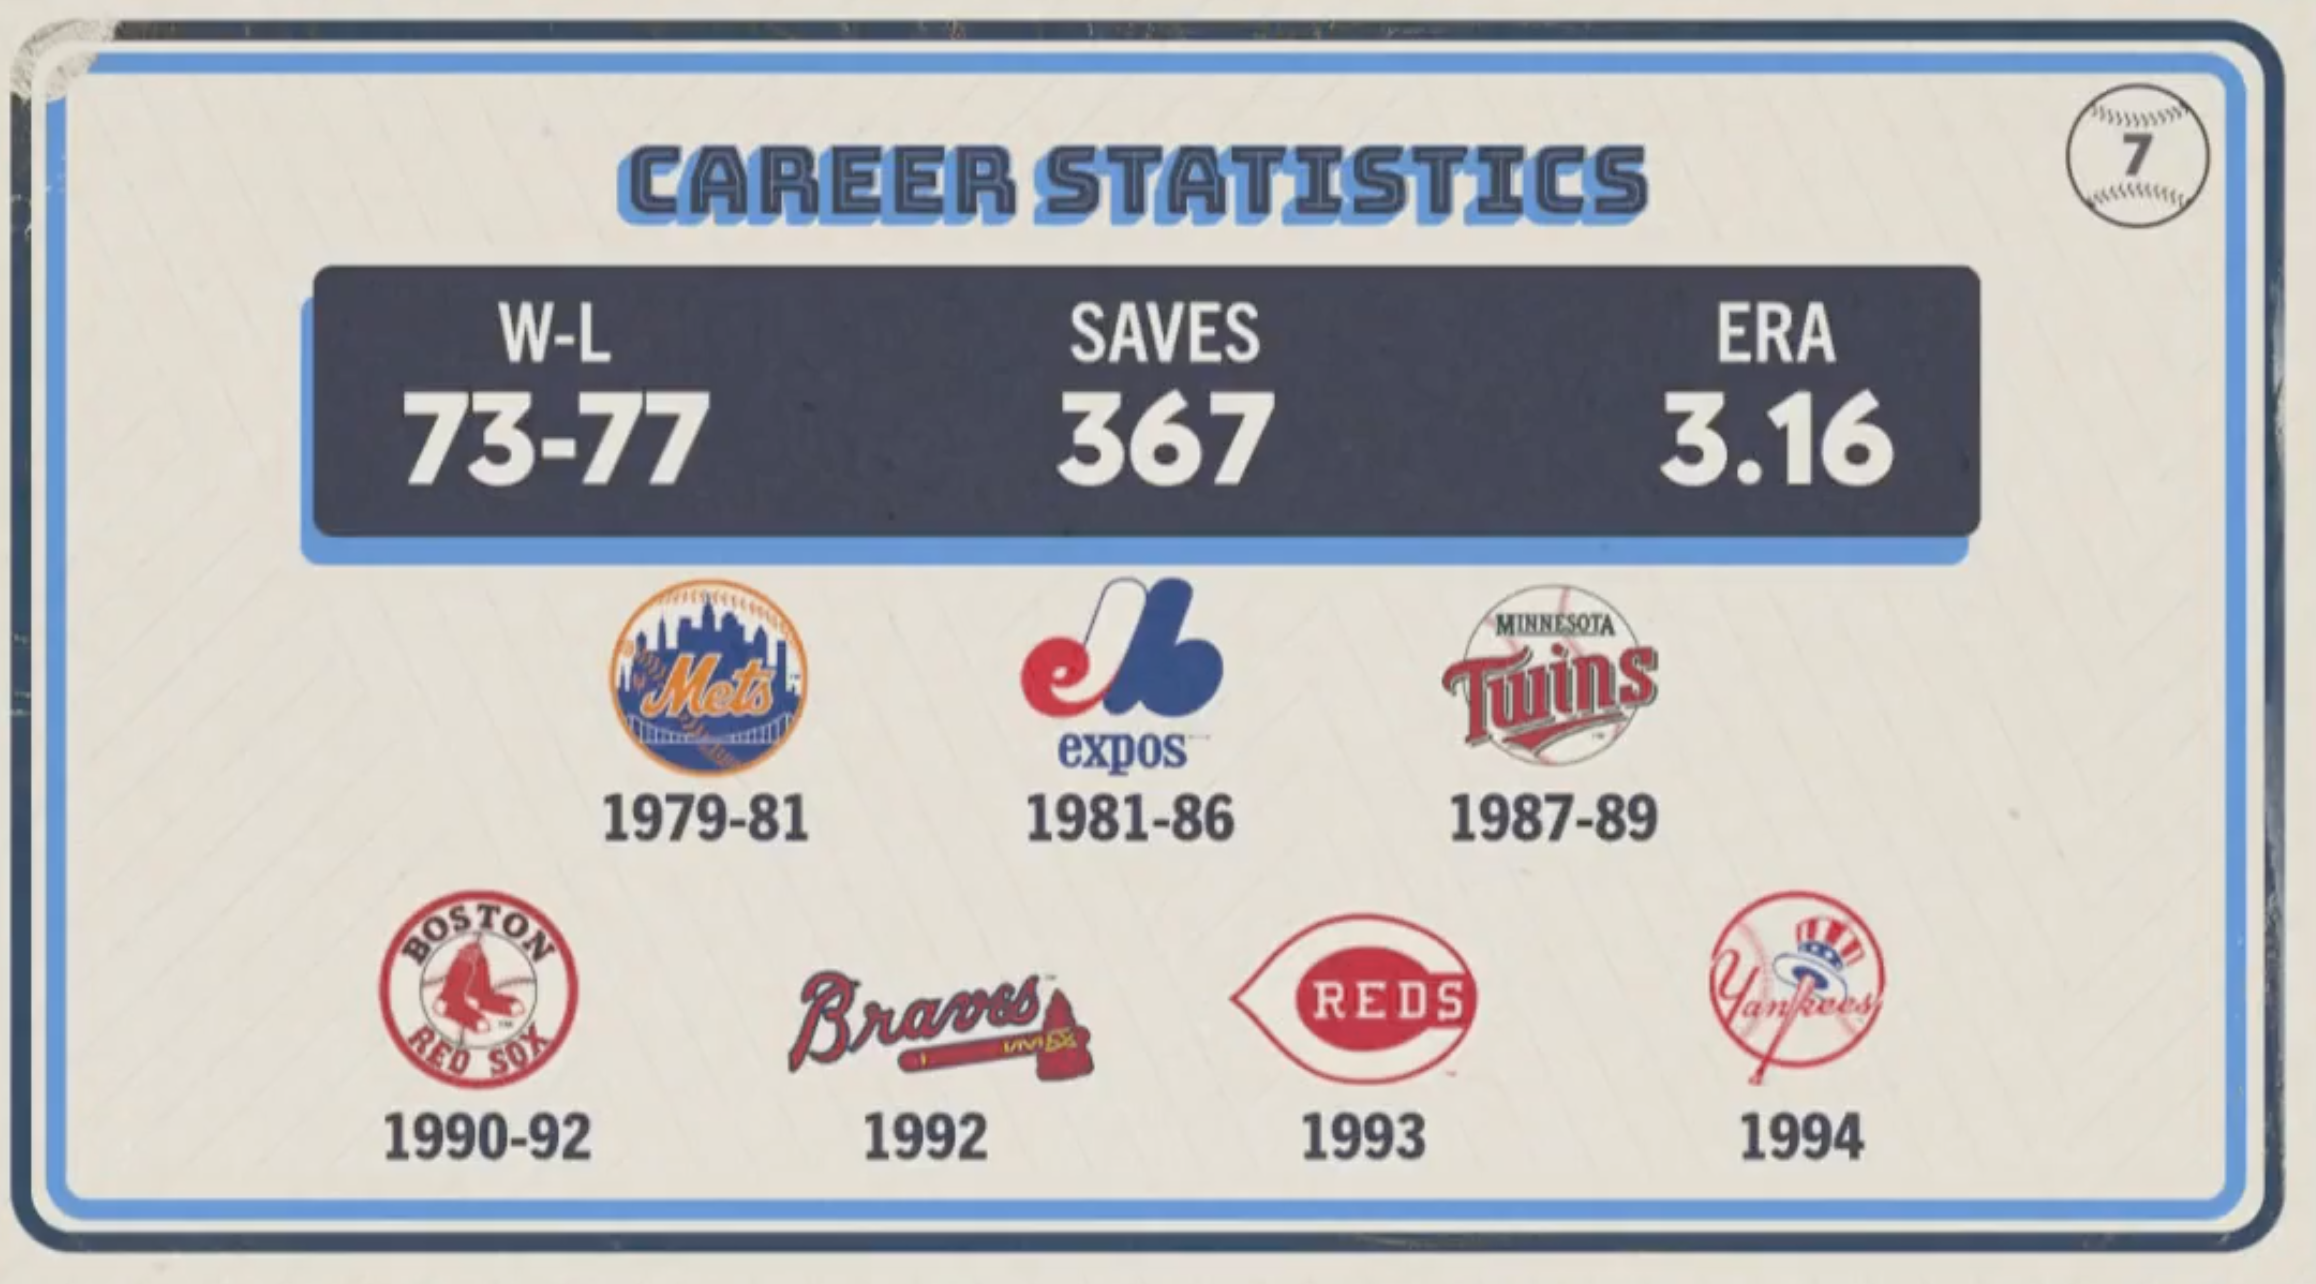 CAREER STATISTICS
7
W-L SAVES ERA
73-77 367 3.16
Mets
expos
MINNESOTA
Twins
1979-81 1981-86 1987-89
BOSTON
RED SOX
Braves
REDS
Yankees
1990-92 1992 1993 1994